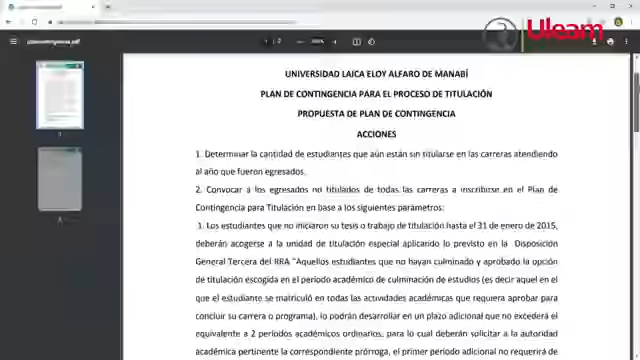 Uleam
UNIVERSIDAD LAICA ELOY ALFARO DE MANABÍ
PLAN DE CONTINGENCIA PARA EL PROCESO DE TITULACIÓN
PROPUESTA DE PLAN DE CONTINGENCIA
ACCIONES
1. Determinar la cantidad de estudiantes que aún están sin titularse en las carreras atendiendo
al año que fueron egresados.
2. Convocar a los egresados no titulados de todas las carreras a inscribirse en el Plan de
Contingencia para Titulación en base a los siguientes parámetros:
1. Los estudiantes que no iniciaron su tesis o trabajo de titulación hasta el 31 de enero de 2015,
deberán acogerse a la unidad de titulación especial aplicando lo previsto en la Disposición
General Tercera del RRA "Aquellos estudiantes que no hayan culminado y aprobado la opción
de titulación escogida en el periodo académico de culminación de estudios (es decir aquel en el
que el estudiante se matriculó en todas las actividades académicas que requiera aprobar para
concluir su carrera o programa), lo podrán desarrollar en un plazo adicional que no excederá el
equivalente a 2 períodos académicos ordinarios, para lo cual deberán solicitar a la autoridad
académica pertinente la correspondiente prórroga, el primer periodo adicional no requerirá de